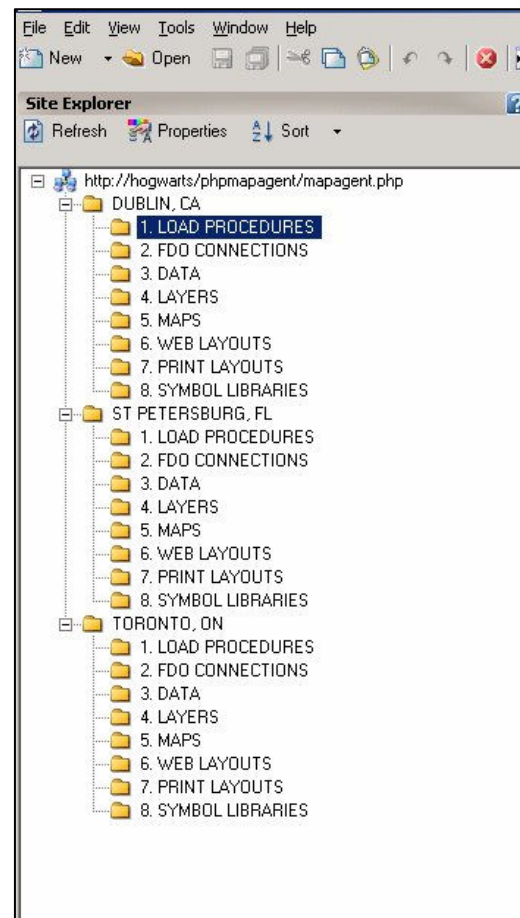 File Edit View Tools Window Help
New Open
Site Explorer
Refresh Properties Sort
http://hogwarts/phpmapagent/mapagent.php
DUBLIN, CA
1. LOAD PROCEDURES
2. FDO CONNECTIONS
3. DATA
4. LAYERS
5. MAPS
6. WEB LAYOUTS
7. PRINT LAYOUTS
8. SYMBOL LIBRARIES
ST PETERSBURG, FL
1. LOAD PROCEDURES
2. FDO CONNECTIONS
3. DATA
4. LAYERS
5. MAPS
6. WEB LAYOUTS
7. PRINT LAYOUTS
8. SYMBOL LIBRARIES
TORONTO, ON
1. LOAD PROCEDURES
2. FDO CONNECTIONS
3. DATA
4. LAYERS
5. MAPS
6. WEB LAYOUTS
7. PRINT LAYOUTS
8. SYMBOL LIBRARIES